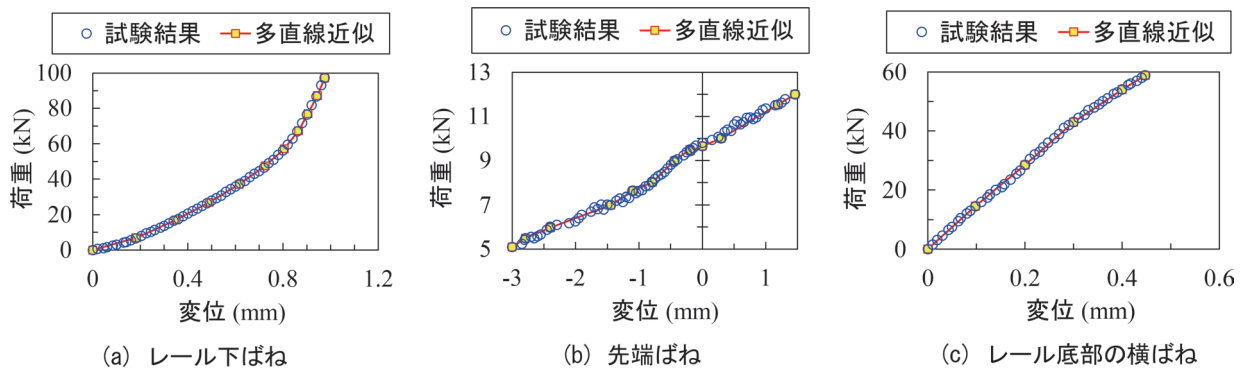 試験結果 多直線近似
100
80
60
40
20
0
荷重 (kN)
0 0.4 0.8 1.2
変位 (mm)
(a) レール下ばね
試験結果 多直線近似
13
11
9
7
5
荷重 (kN)
-3 -2 -1 0 1
変位 (mm)
(b) 先端ばね
試験結果 多直線近似
60
40
20
0
荷重 (kN)
0 0.2 0.4 0.6
変位 (mm)
(c) レール底部の横ばね